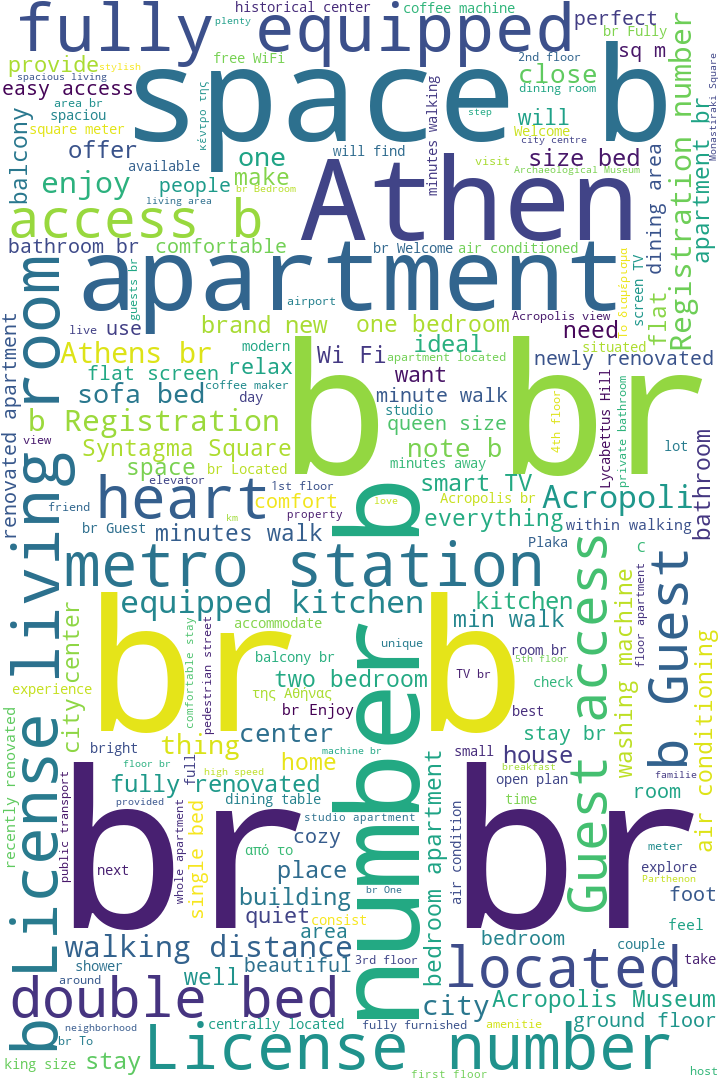 historical center
coffee machine
fully equipped
plenty
perfect
br Fully
provide
stylish
free WiFi
2nd floor
sq m
spacious living
space b
close
dining room
easy access
area br
spaciou
κέντρο της
minutes walking
step
will
Registration number
Monastiraki Square
square meter
Welcome
city centre
balcony
offer
one
will find
size bed
available
visit
Archaeological Museum
enjoy
people
make
br Bedroom
Athen
living area
dining area
apartment br
access b
bathroom br
comfortable
br Welcome
air conditioned
guests br
apartment
Το διαμέρισμα
screen TV
airport
flat
Acropolis view
live
use
brand new
one bedroom
need
renovated apartment
Athens br
modern
Wi Fi
ideal
situated
apartment located
newly renovated
flat screen
relax
want
coffee maker
day
minute walk
sofa bed
b br
studio
queen size
4th floor
Lycabettus Hill
private bathroom
b Registration
view
Syntagma Square
note b
lot
bathroom
space
br Located
minutes away
elevator
1st floor
smart TV
heart
comfort
Acropolis br
Acropoli
friend
km
property
love
everything
within walking
br Guest
minutes walk
b
Plaka
c
metro station
floor apartment
equipped kitchen
kitchen
br b
accommodate
min walk
city center
comfortable stay
pedestrian street
unique
balcony br
room br
5th floor
washing machine
b Guest
Guest access
air conditioning
experience
two bedroom
TV br
check
της Αθήνας
br Enjoy
best
living room
number
center
stay br
bright
thing
full
machine br
small
house
recently renovated
floor br
home
breakfast
familie
public transport
high speed
open plan
fully renovated
room
provided
dining table
time
br br
whole apartment
single bed
studio apartment
bedroom apartment
air condition
cozy
meter
από το
next
place
explore
Parthenon
building
br One
foot
quiet
consist
area
feel
bedroom
couple
walking distance
shower
beautiful
3rd floor
take
around
well
located
double bed
city
Acropolis Museum
b License
neighborhood
centrally located
fully furnished
amenitie
ground floor
br To
License number
king size
stay
first floor
host